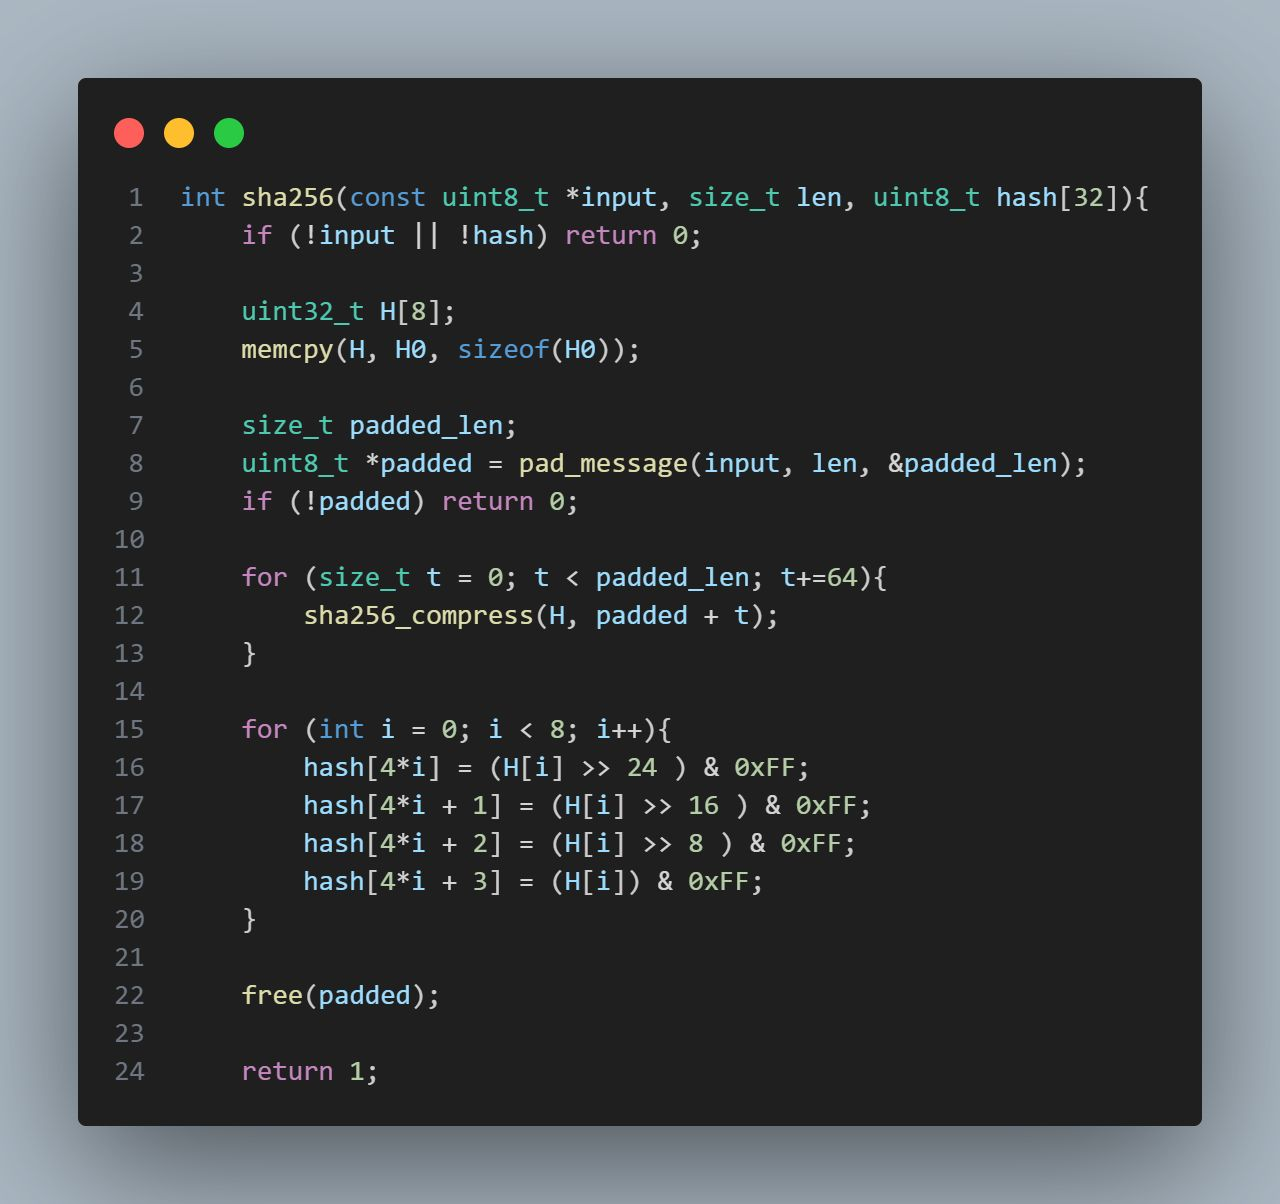 1 int sha256(const uint8_t *input, size_t len, uint8_t hash[32]){
2     if (!input || !hash) return 0;
3
4     uint32_t H[8];
5     memcpy(H, H0, sizeof(H0));
6
7     size_t padded_len;
8     uint8_t *padded = pad_message(input, len, &padded_len);
9     if (!padded) return 0;
10
11     for (size_t t = 0; t < padded_len; t+=64){
12         sha256_compress(H, padded + t);
13     }
14
15     for (int i = 0; i < 8; i++){
16         hash[4*i] = (H[i] >> 24 ) & 0xFF;
17         hash[4*i + 1] = (H[i] >> 16 ) & 0xFF;
18         hash[4*i + 2] = (H[i] >> 8 ) & 0xFF;
19         hash[4*i + 3] = (H[i]) & 0xFF;
20     }
21
22     free(padded);
23
24     return 1;